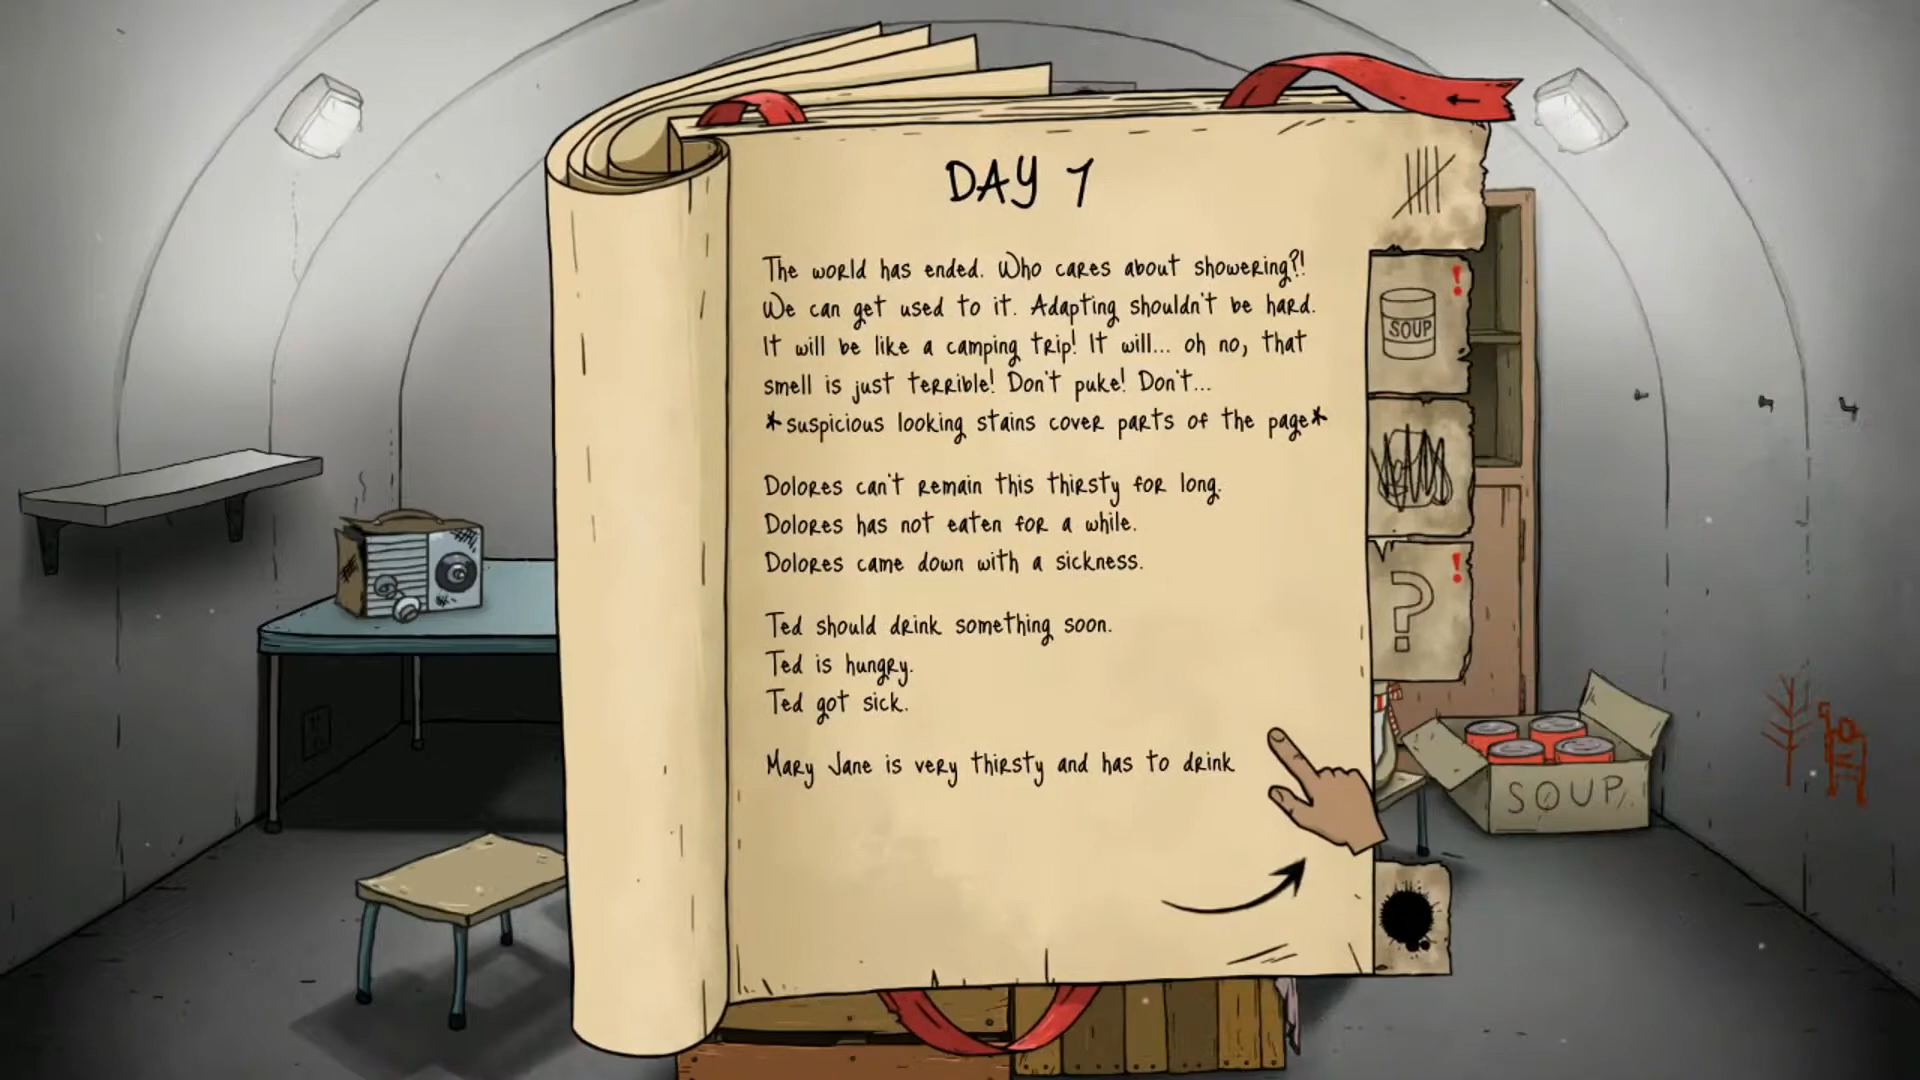 DAY 7
The world has ended. Who cares about showering?!
We can get used to it. Adapting shouldn't be hard.
It will be like a camping trip! It will... oh no, that
smell is just terrible! Don't puke! Don't...
*suspicious looking stains cover parts of the page*
Dolores can't remain this thirsty for long.
Dolores has not eaten for a while.
Dolores came down with a sickness.
Ted should drink something soon.
Ted is hungry.
Ted got sick.
Mary Jane is very thirsty and has to drink
!
SOUP
!
?
SOUP